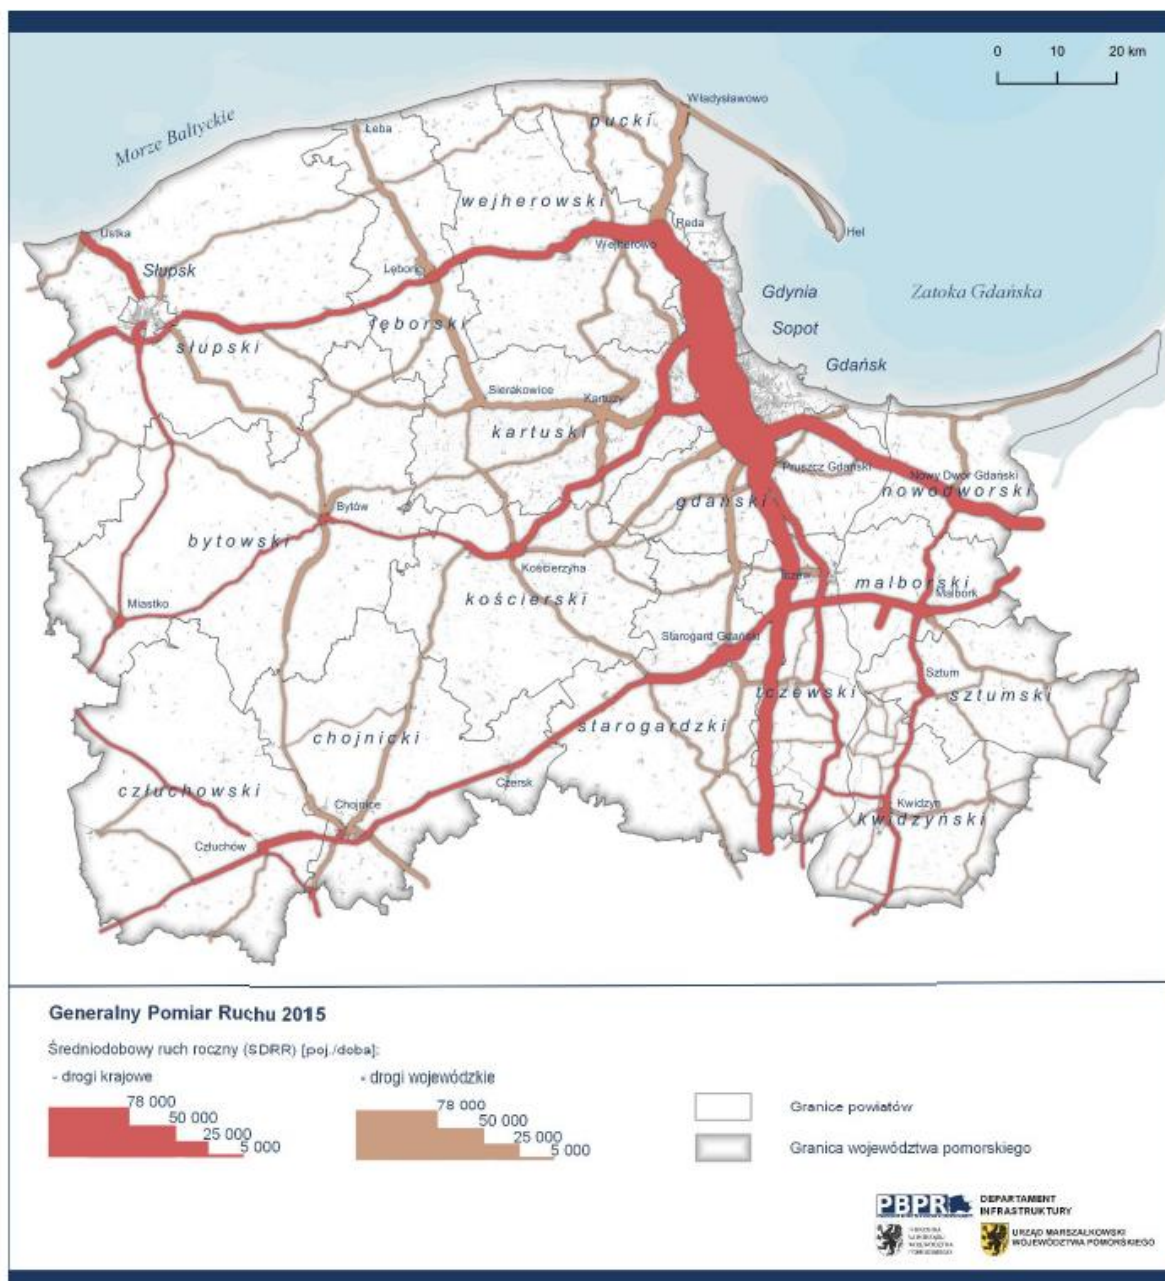 0 10 20 km
Władysławowo
Morze Bałtyckie
Łeba
pucki
wejherowski
Reda
Hel
Ustka
Wejherowo
Słupsk
Lębork
Gdynia
Zatoka Gdańska
Sopot
lęborski
słupski
Gdańsk
Sierakowice
Kartuzy
kartuski
Pruszcz Gdański
Nowy Dwór Gdański
nowodworski
gdański
Bytów
bytowski
Kościerzyna
Tczew
malborski
Malbork
kościerski
Miastko
Starogard Gdański
Sztum
tczewski
sztumski
starogardzki
chojnicki
Czersk
człuchowski
Chojnice
Kwidzyn
kwidzyński
Człuchów
Generalny Pomiar Ruchu 2015
Średniodobowy ruch roczny (SDRR) [poj./doba]:
- drogi krajowe
- drogi wojewódzkie
78 000
50 000
25 000
5 000
78 000
50 000
25 000
5 000
Granice powiatów
Granica województwa pomorskiego
PBPR
DEPARTAMENT
INFRASTRUKTURY
URZĄD MARSZAŁKOWSKI
WOJEWÓDZTWA POMORSKIEGO